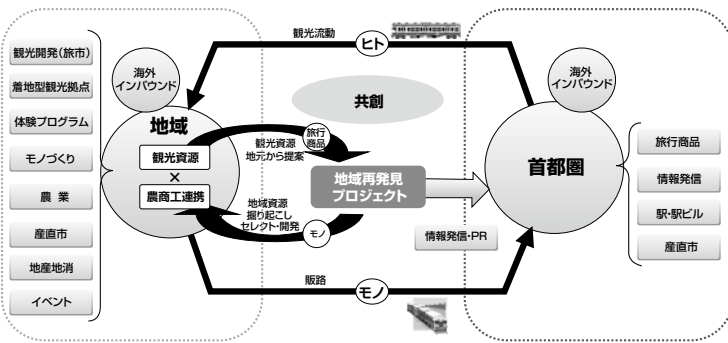 観光流動
ヒト
観光開発(旅市)
着地型観光拠点
体験プログラム
モノづくり
農 業
産直市
地産地消
イベント
海外
インバウンド
地域
観光資源
×
農商工連携
共創
旅行
商品
観光資源
地元から提案
地域再発見
プロジェクト
地域資源
掘り起こし
セレクト・開発
モノ
情報発信・PR
海外
インバウンド
首都圏
旅行商品
情報発信
駅・駅ビル
産直市
販路
モノ